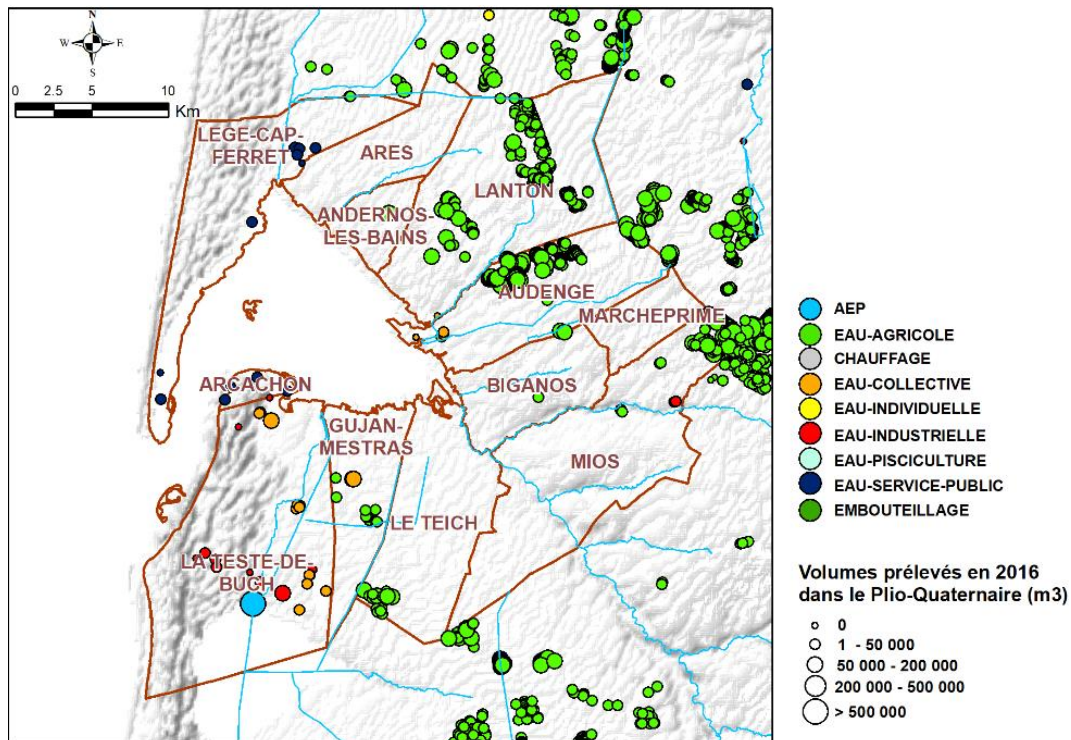 N
W E
S
0 2.5 5 10
Km
LEGE-CAP-
FERRET
ARES
LANTON
ANDERNOS-
LES-BAINS
AUDENGE
MARCHEPRIME
ARCACHON
BIGANOS
GUJAN-
MESTRAS
MIOS
LE TEICH
LA TESTE-DE-
BUCH
AEP
EAU-AGRICOLE
CHAUFFAGE
EAU-COLLECTIVE
EAU-INDIVIDUELLE
EAU-INDUSTRIELLE
EAU-PISCICULTURE
EAU-SERVICE-PUBLIC
EMBOUTEILLAGE
Volumes prélevés en 2016
dans le Plio-Quaternaire (m3)
0
1 - 50 000
50 000 - 200 000
200 000 - 500 000
> 500 000